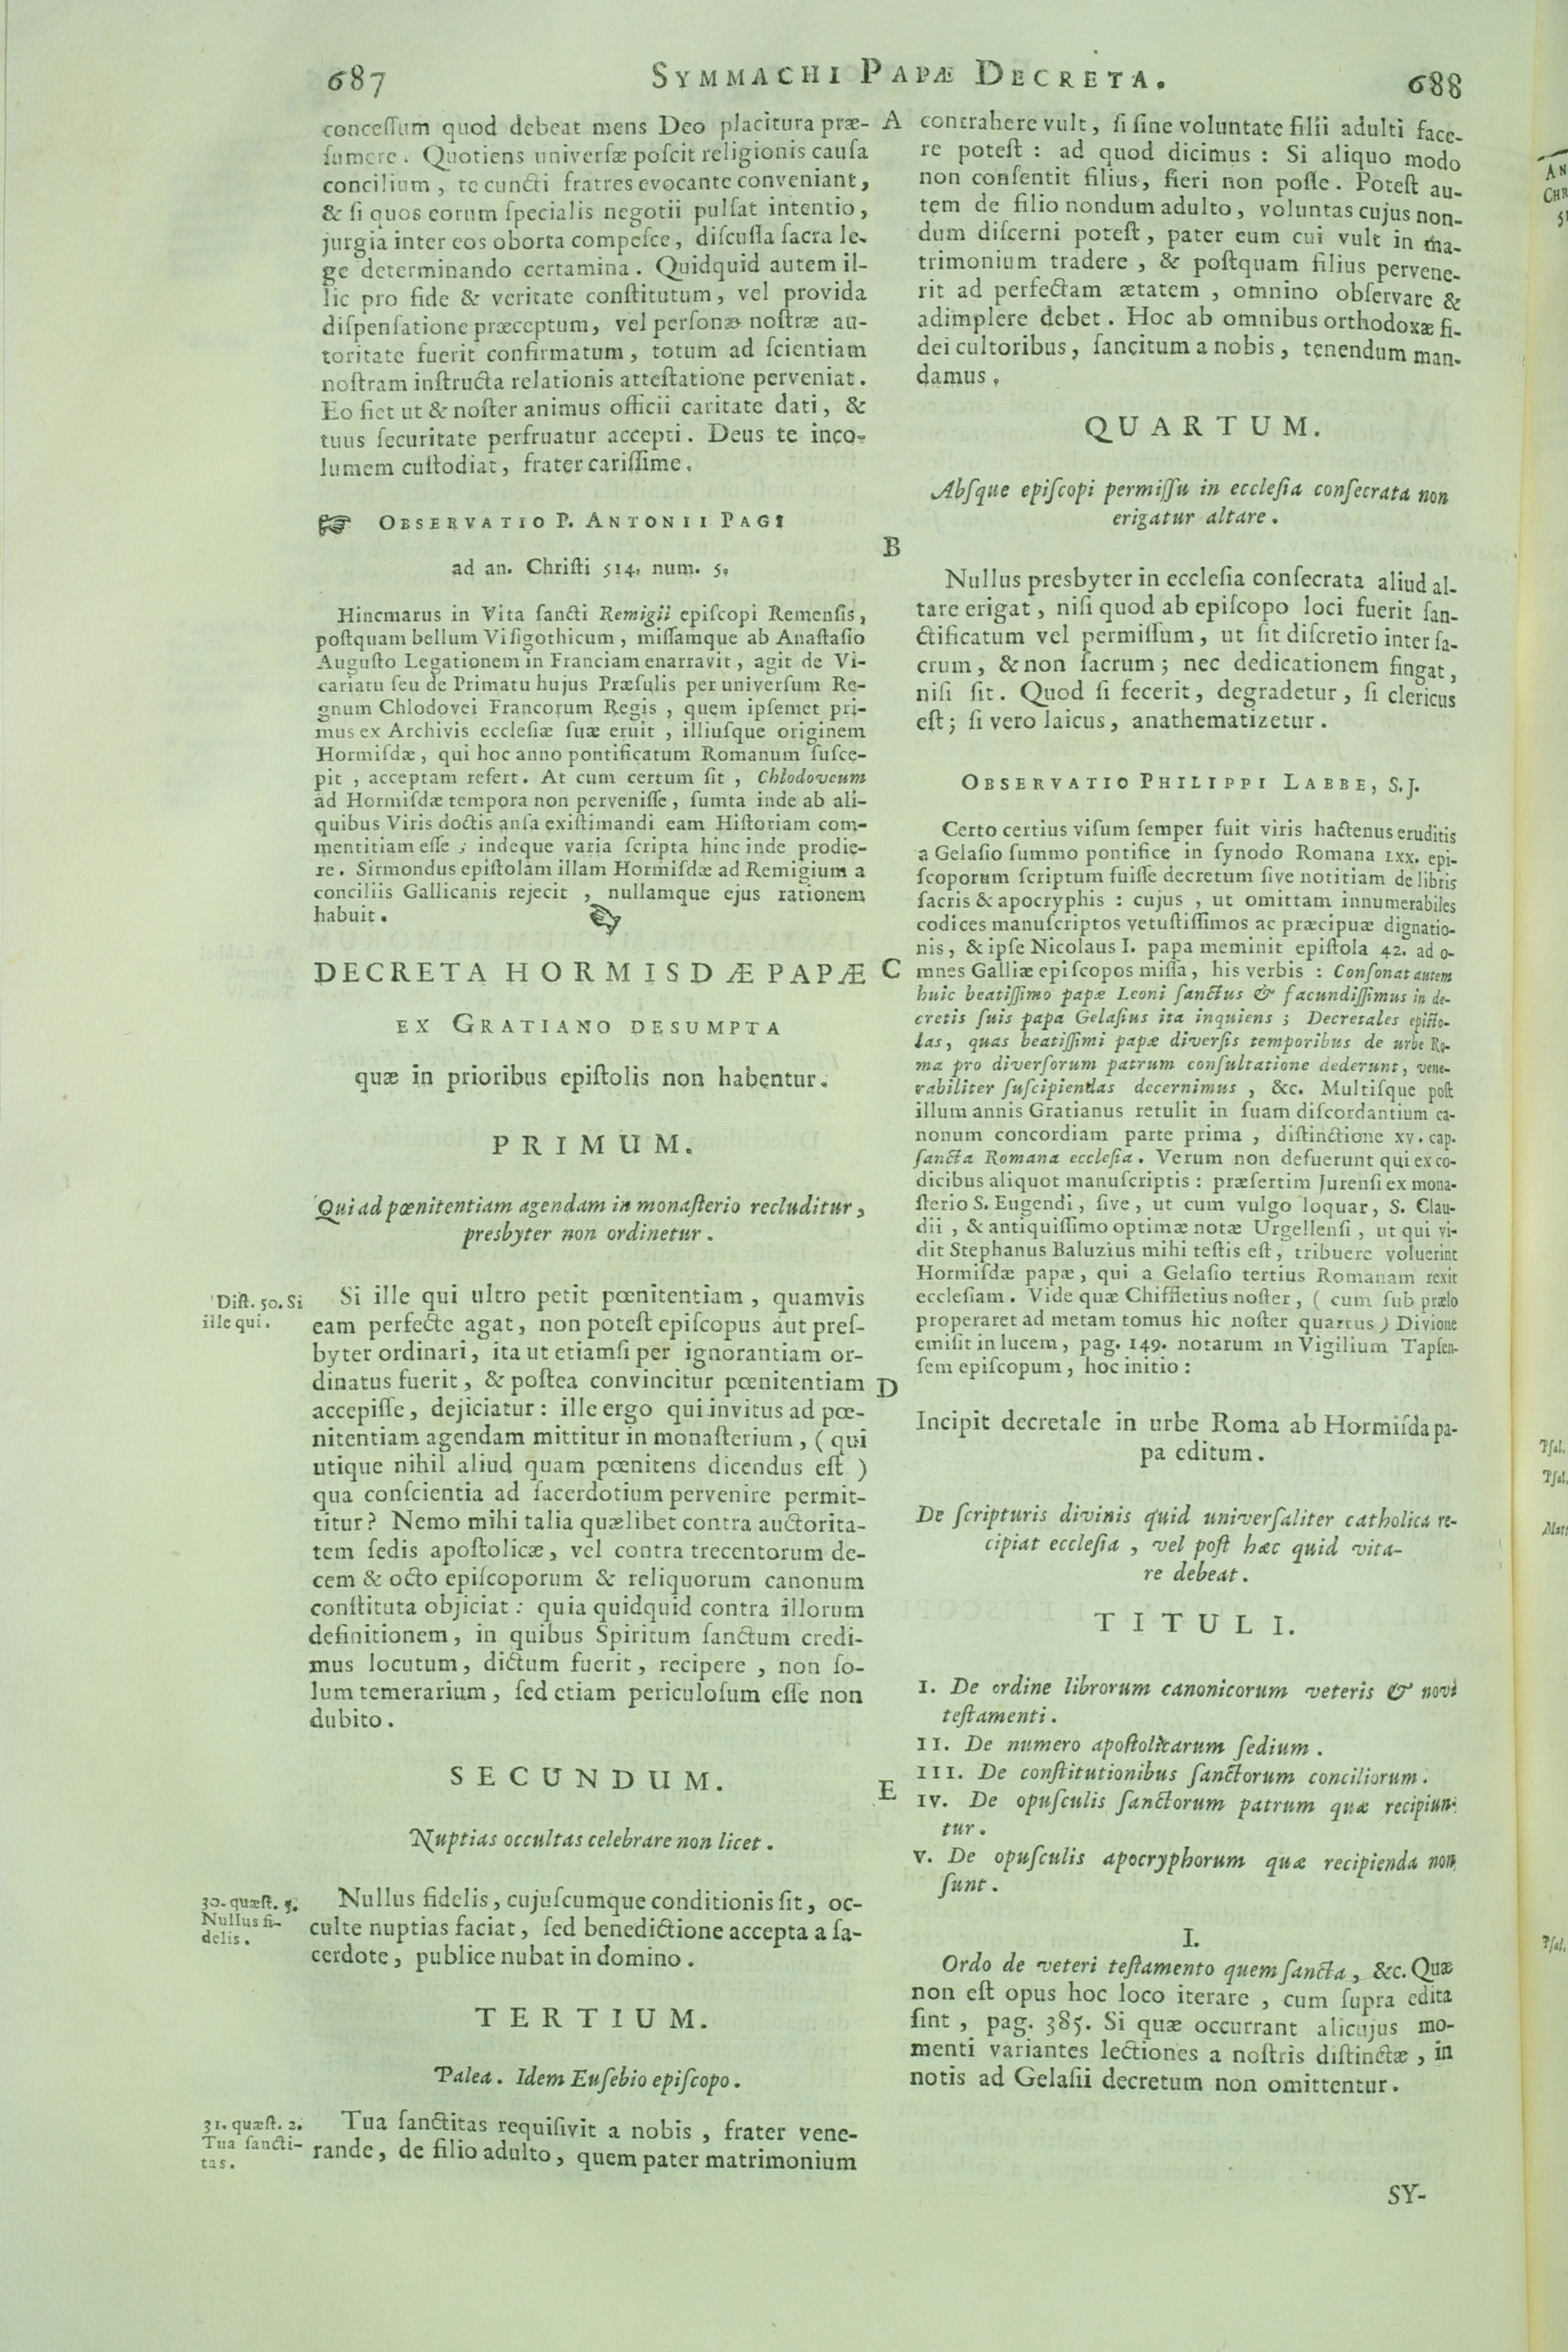 687
SYMMACHI PAPÆ DECRETA.
688
conceſſum quod debeat mens Deo placitura præ-
ſumere. Quotiens univerſæ poſcit religionis cauſa
concilium, te cuncti fratres evocante conveniant,
& ſi quos eorum ſpecialis negotii pulſat intentio,
jurgia inter eos oborta compeſce, diſcuſſa ſacra le-
ge determinando certamina. Quidquid autem il-
lic pro fide & veritate conſtitutum, vel provida
diſpenſatione præceptum, vel perſonæ noſtræ au-
toritate fuerit confirmatum, totum ad ſcientiam
noſtram inſtructa relationis atteſtatione perveniat.
Eo fiet ut & noſter animus officii caritate dati, &
tuus ſecuritate perfruatur accepti. Deus te inco-
lumem cuſtodiat, frater cariſſime.
☞ OBSERVATIO P. ANTONII PAGI
ad an. Chriſti 514. num. 5.
Hincmarus in Vita ſancti Remigii epiſcopi Remenſis,
poſtquam bellum Viſigothicum, miſſamque ab Anaſtaſio
Auguſto Legationem in Franciam enarravit, agit de Vi-
cariatu ſeu de Primatu hujus Præſulis per univerſum Re-
gnum Chlodovei Francorum Regis, quem ipſemet pri-
mus ex Archivis eccleſiæ ſuæ eruit, illiuſque originem
Hormiſdæ, qui hoc anno pontificatum Romanum ſuſce-
pit, acceptam refert. At cum certum ſit, Chlodoveum
ad Hormiſdæ tempora non perveniſſe, ſumta inde ab ali-
quibus Viris doctis anſa exiſtimandi eam Hiſtoriam com-
mentitiam eſſe; indeque varia ſcripta hinc inde prodie-
re. Sirmondus epiſtolam illam Hormiſdæ ad Remigium a
conciliis Gallicanis rejecit, nullamque ejus rationem
habuit.
DECRETA HORMISDÆ PAPÆ
EX GRATIANO DESUMPTA
quæ in prioribus epiſtolis non habentur.
PRIMUM.
Qui ad pœnitentiam agendam in monaſterio recluditur,
presbyter non ordinetur.
Diſt. 50. Si
ille qui.
Si ille qui ultro petit pœnitentiam, quamvis
eam perfecte agat, non poteſt epiſcopus aut preſ-
byter ordinari, ita ut etiamſi per ignorantiam or-
dinatus fuerit, & poſtea convincitur pœnitentiam
accepiſſe, dejiciatur: ille ergo qui invitus ad pœ-
nitentiam agendam mittitur in monaſterium, (qui
utique nihil aliud quam pœnitens dicendus eſt)
qua conſcientia ad ſacerdotium pervenire permit-
titur? Nemo mihi talia quælibet contra auctorita-
tem ſedis apoſtolicæ, vel contra trecentorum de-
cem & octo epiſcoporum & reliquorum canonum
conſtituta objiciat: quia quidquid contra illorum
definitionem, in quibus Spiritum ſanctum credi-
mus locutum, dictum fuerit, recipere, non ſo-
lum temerarium, ſed etiam periculoſum eſſe non
dubito.
SECUNDUM.
Nuptias occultas celebrare non licet.
30. quæſt. 5.
Nullus fi-
delis.
Nullus fidelis, cujuſcumque conditionis ſit, oc-
culte nuptias faciat, ſed benedictione accepta a ſa-
cerdote, publice nubat in domino.
TERTIUM.
Palea. Idem Euſebio epiſcopo.
31. quæſt. 2.
Tua ſancti-
tas.
Tua ſanctitas requiſivit a nobis, frater vene-
rande, de filio adulto, quem pater matrimonium
A
B
C
D
E
contrahere vult, ſi ſine voluntate filii adulti face-
re poteſt: ad quod dicimus: Si aliquo modo
non conſentit filius, fieri non poſſe. Poteſt au-
tem de filio nondum adulto, voluntas cujus non-
dum diſcerni poteſt, pater eum cui vult in ma-
trimonium tradere, & poſtquam filius pervene-
rit ad perfectam ætatem, omnino obſervare &
adimplere debet. Hoc ab omnibus orthodoxæ fi-
dei cultoribus, ſancitum a nobis, tenendum man-
damus.
QUARTUM.
Abſque epiſcopi permiſſu in eccleſia conſecrata non
erigatur altare.
Nullus presbyter in eccleſia conſecrata aliud al-
tare erigat, niſi quod ab epiſcopo loci fuerit ſan-
ctificatum vel permiſſum, ut ſit diſcretio inter ſa-
crum, & non ſacrum; nec dedicationem fingat,
niſi ſit. Quod ſi fecerit, degradetur, ſi clericus
eſt; ſi vero laicus, anathematizetur.
OBSERVATIO PHILIPPI LABBE, S.J.
Certo certius viſum ſemper fuit viris hactenus eruditis
a Gelaſio ſummo pontifice in ſynodo Romana LXX. epi-
ſcoporum ſcriptum fuiſſe decretum ſive notitiam de libris
ſacris & apocryphis: cujus, ut omittam innumerabiles
codices manuſcriptos vetuſtiſſimos ac præcipuæ dignatio-
nis, & ipſe Nicolaus I. papa meminit epiſtola 42. ad o-
mnes Galliæ epiſcopos miſſa, his verbis: Conſonat autem
huic beatiſſimo papæ Leoni ſanctus & facundiſſimus in de-
cretis ſuis papa Gelaſius ita inquiens; Decretales epiſto-
las, quas beatiſſimi papæ diverſis temporibus de urbe Ro-
ma pro diverſorum patrum conſultatione dederunt, vene-
rabiliter ſuſcipiendas decernimus, &c. Multiſque poſt
illum annis Gratianus retulit in ſuam diſcordantium ca-
nonum concordiam parte prima, diſtinctione XV. cap.
ſancta Romana eccleſia. Verum non defuerunt qui ex co-
dicibus aliquot manuſcriptis: præſertim Jurenſi ex mona-
ſterio S. Eugendi, ſive, ut cum vulgo loquar, S. Clau-
dii, & antiquiſſimo optimæ notæ Urgellenſi, ut qui vi-
dit Stephanus Baluzius mihi teſtis eſt, tribuere voluerint
Hormiſdæ papæ, qui a Gelaſio tertius Romanam rexit
eccleſiam. Vide quæ Chiffletius noſter, (cum ſub prælo
properaret ad metam tomus hic noſter quartus) Divione
emiſit in lucem, pag. 149. notarum in Vigilium Tapſen-
ſem epiſcopum, hoc initio:
Incipit decretale in urbe Roma ab Hormiſda pa-
pa editum.
De ſcripturis divinis quid univerſaliter catholica re-
cipiat eccleſia, vel poſt hæc quid vita-
re debeat.
TITULI.
I. De ordine librorum canonicorum veteris & novi
teſtamenti.
II. De numero apoſtolicarum ſedium.
III. De conſtitutionibus ſanctorum conciliorum.
IV. De opuſculis ſanctorum patrum quæ recipiun-
tur.
V. De opuſculis apocryphorum quæ recipienda non
ſunt.
I.
Ordo de veteri teſtamento quem ſancta, &c. Quæ
non eſt opus hoc loco iterare, cum ſupra edita
ſint, pag. 385. Si quæ occurrant alicujus mo-
menti variantes lectiones a noſtris diſtinctæ, in
notis ad Gelaſii decretum non omittentur.
SY-
AN
CHR
Pſal.
Pſal.
Pſal.